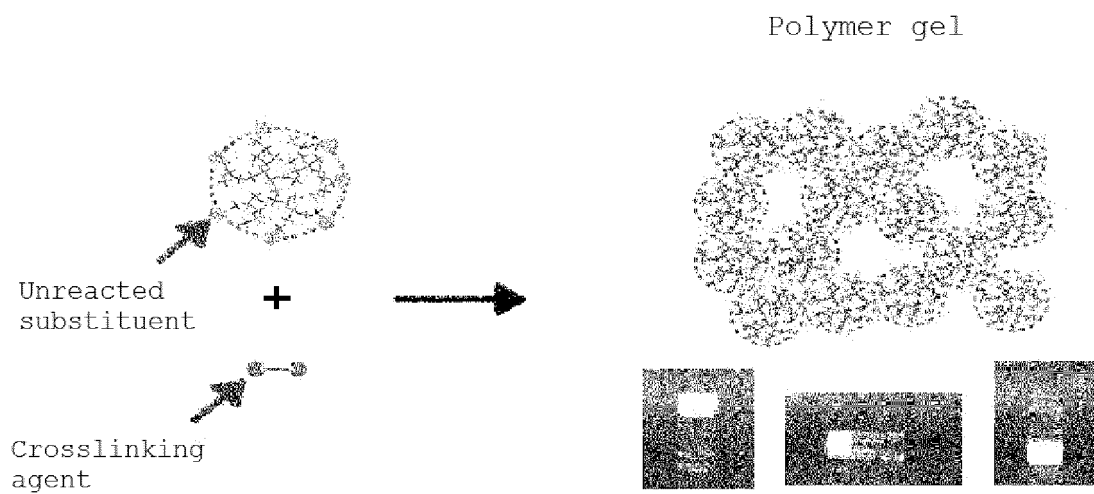 Polymer gel
Unreacted
substituent
+
Crosslinking
agent